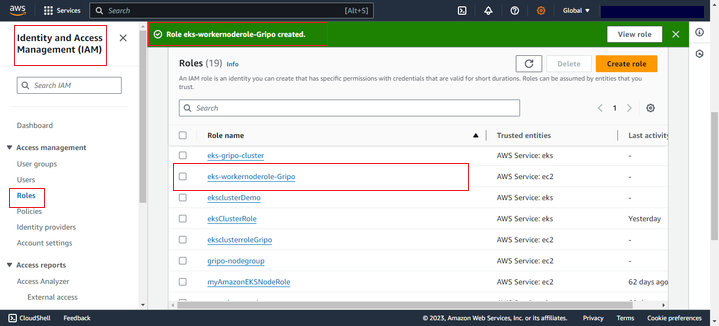 aws
Services
Search
[Alt+S]
Global
Identity and Access
Management (IAM)
Search IAM
Dashboard
Access management
User groups
Users
Roles
Policies
Identity providers
Account settings
Access reports
Access Analyzer
External access
Role eks-workernoderole-Gripo created.
View role
Roles (19) Info
Delete
Create role
An IAM role is an identity you can create that has specific permissions with credentials that are valid for short durations. Roles can be assumed by entities that you
trust.
Search
1
Role name Trusted entities Last activity
eks-gripo-cluster AWS Service: eks -
eks-workernoderole-Gripo AWS Service: ec2 -
eksclusterDemo AWS Service: eks -
eksClusterRole AWS Service: eks Yesterday
eksclusterroleGripo AWS Service: ec2 -
gripo-nodegroup AWS Service: ec2 -
myAmazonEKSNodeRole AWS Service: ec2 62 days ago
CloudShell Feedback © 2023, Amazon Web Services, Inc. or its affiliates. Privacy Terms Cookie preferences